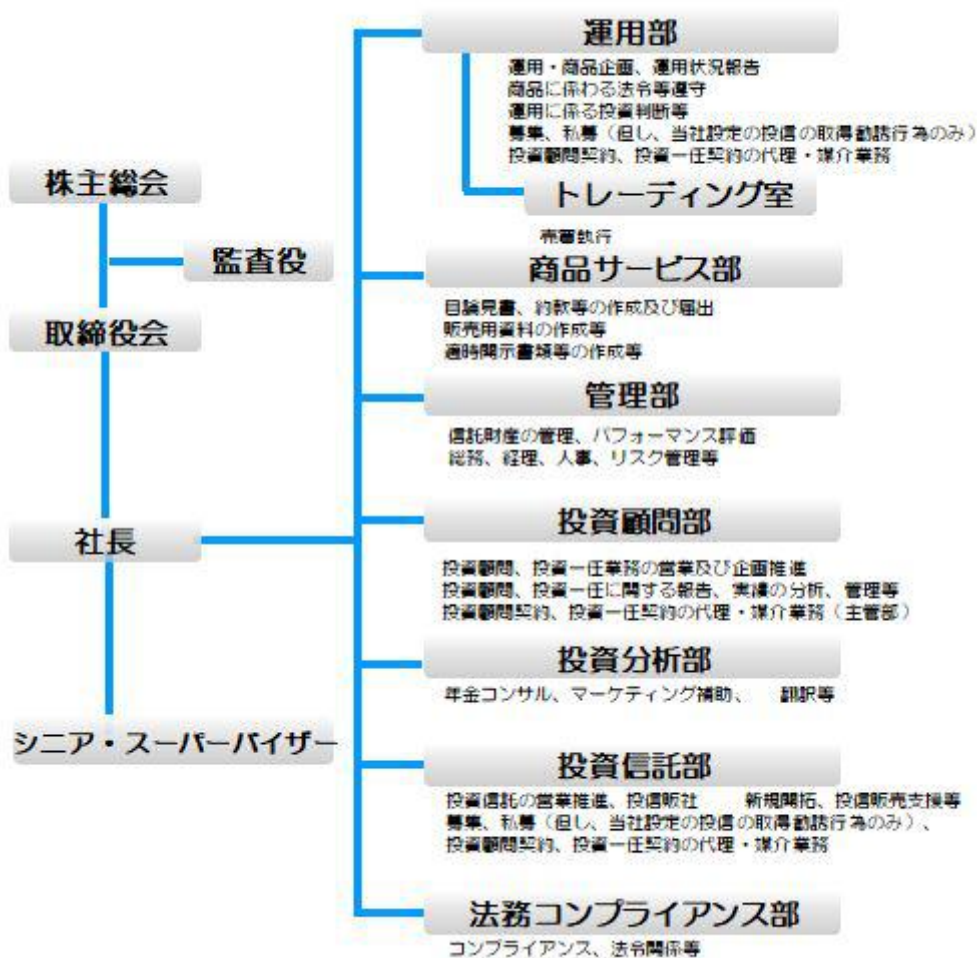 株主総会
監査役
取締役会
社長
シニア・スーパーバイザー
運用部
運用・商品企画、運用状況報告
商品に係わる法令等遵守
運用に係る投資判断等
募集、私募（但し、当社設定の投信の取得勧誘行為のみ）
投資顧問契約、投資一任契約の代理・媒介業務
トレーディング室
売買執行
商品サービス部
目論見書、約款等の作成及び届出
販売用資料の作成等
適時開示書類等の作成等
管理部
信託財産の管理、パフォーマンス評価
総務、経理、人事、リスク管理等
投資顧問部
投資顧問、投資一任業務の営業及び企画推進
投資顧問、投資一任に関する報告、実績の分析、管理等
投資顧問契約、投資一任契約の代理・媒介業務（主管部）
投資分析部
年金コンサル、マーケティング補助、　翻訳等
投資信託部
投資信託の営業推進、投信販社　新規開拓、投信販売支援等
募集、私募（但し、当社設定の投信の取得勧誘行為のみ）、
投資顧問契約、投資一任契約の代理・媒介業務
法務コンプライアンス部
コンプライアンス、法令関係等